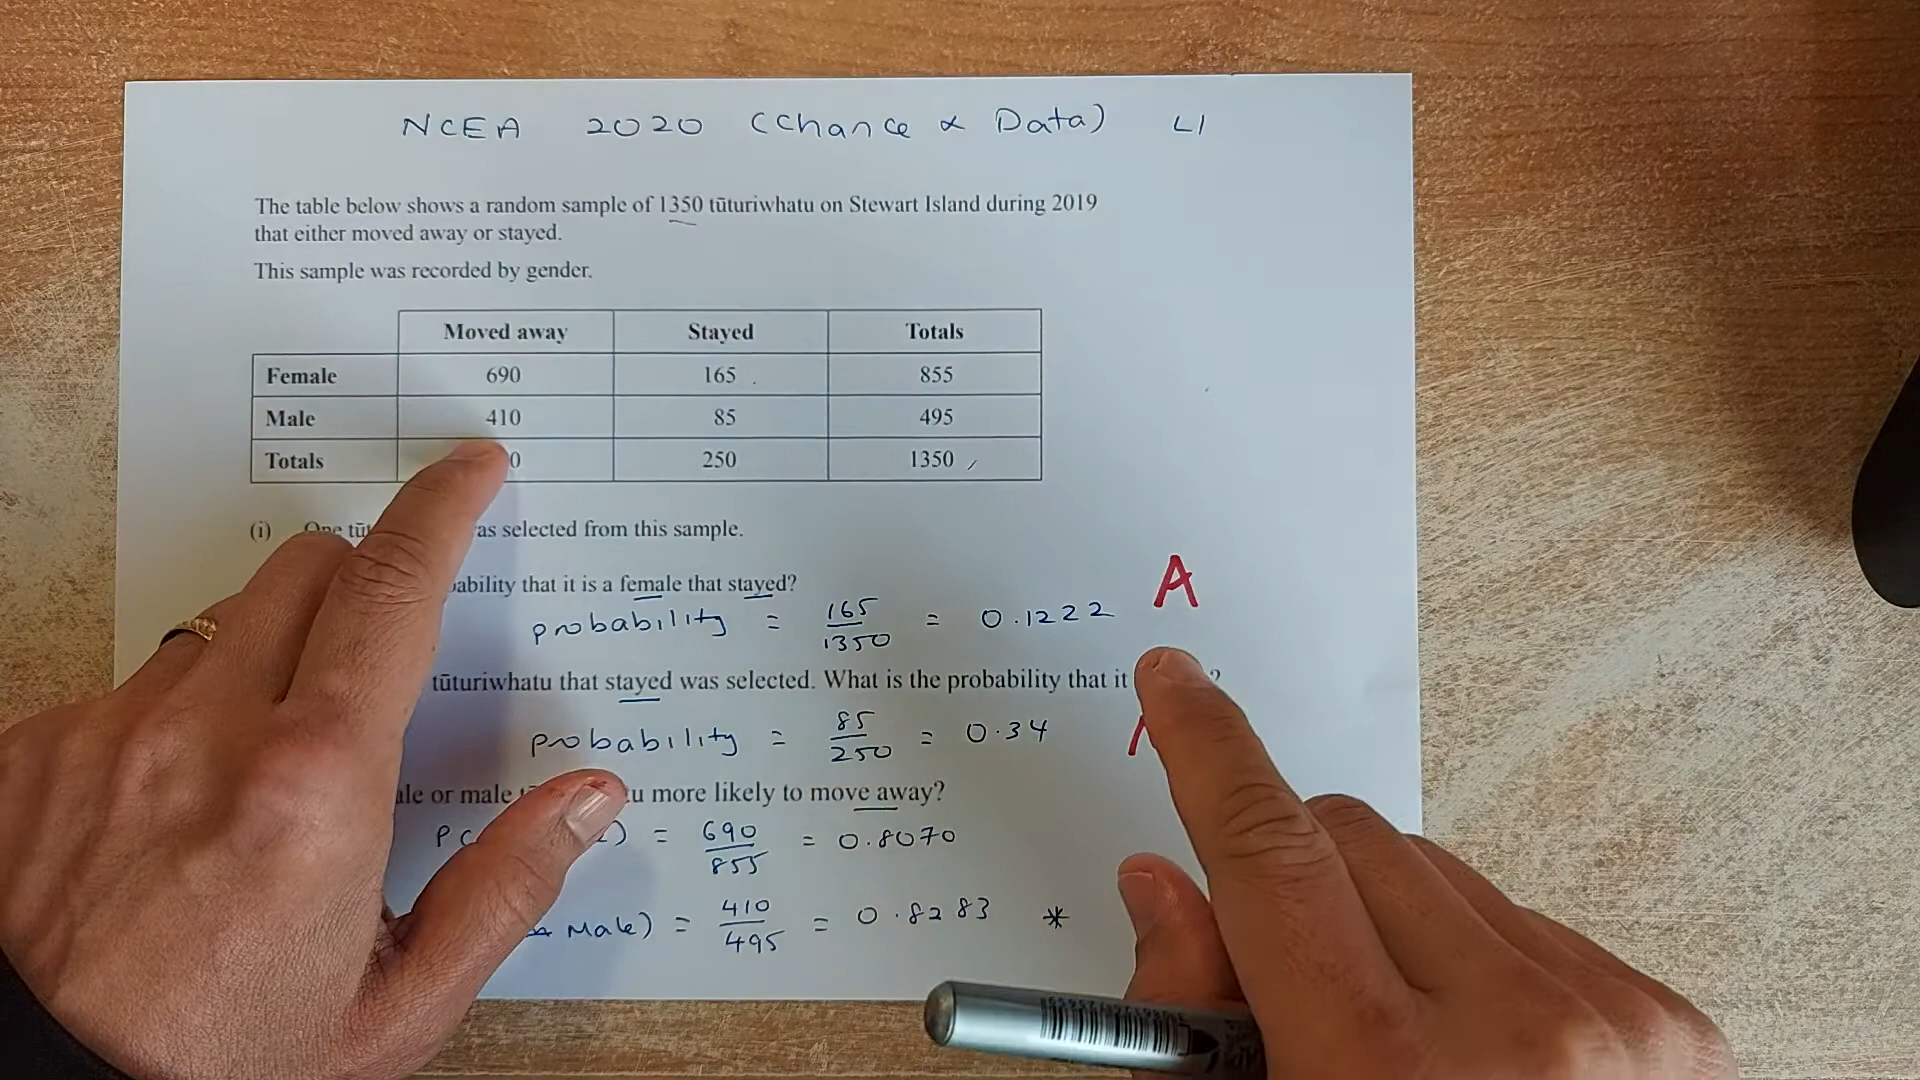 NCEA 2020 (Chance & Data) L1
The table below shows a random sample of 1350 tūturiwhatu on Stewart Island during 2019
that either moved away or stayed.
This sample was recorded by gender.
Moved away Stayed Totals
Female 690 165 855
Male 410 85 495
Totals 250 1350
(i) One selected from this sample.
that it is a female that stayed?
probability = 165/1350 = 0.1222 A
tūturiwhatu that stayed was selected. What is the probability that it ?
probability = 85/250 = 0.34
or male more likely to move away?
= 690/855 = 0.8070
Male) = 410/495 = 0.8283 *